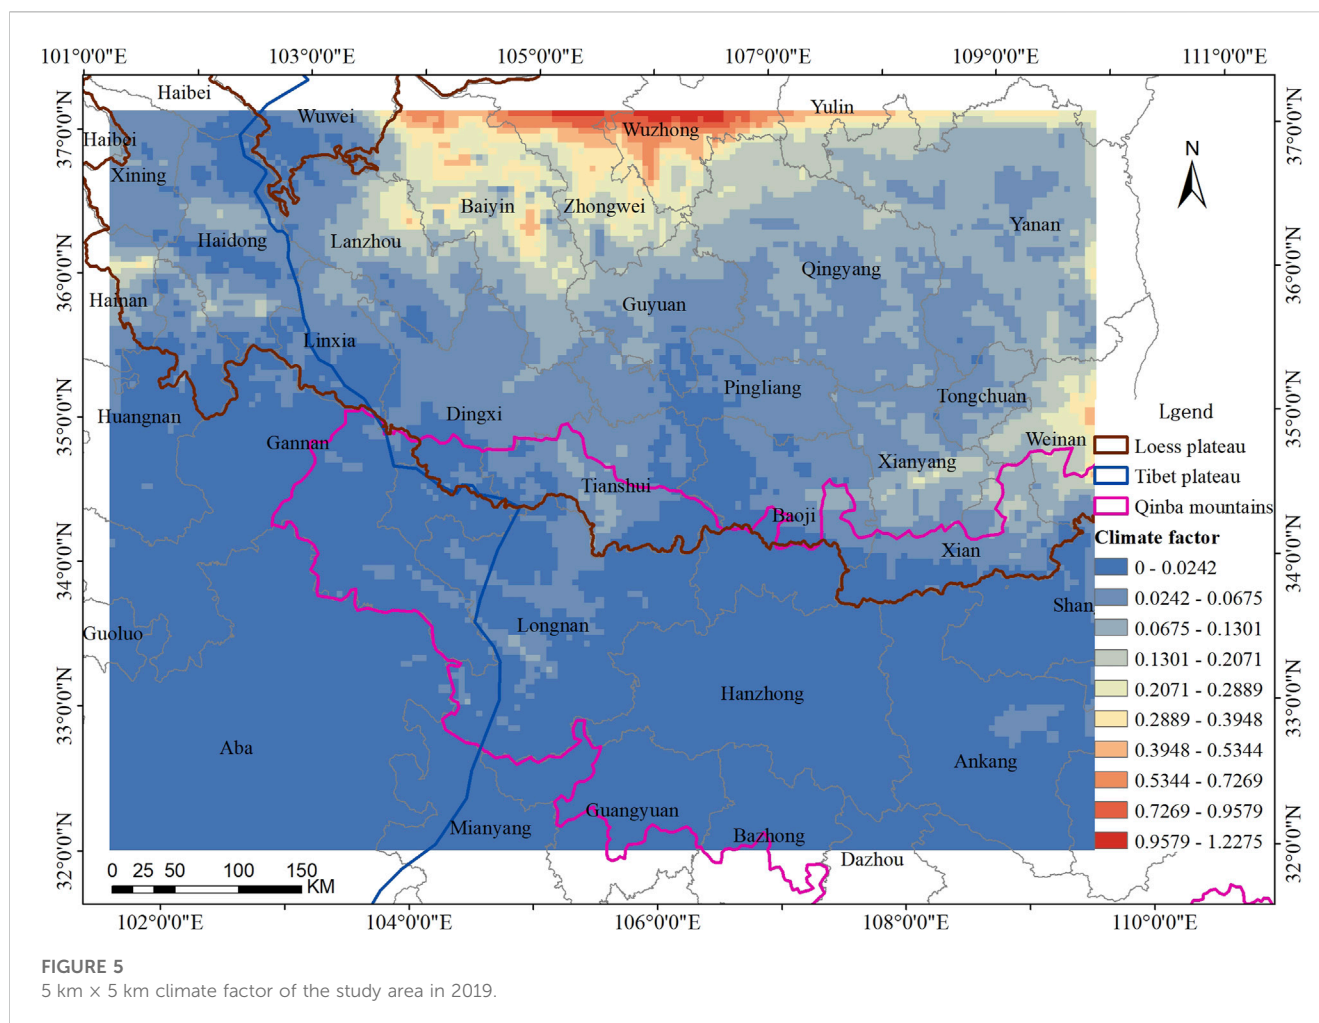 101°0'0"E 103°0'0"E 105°0'0"E 107°0'0"E 109°0'0"E 111°0'0"E
37°0'0"N
36°0'0"N
35°0'0"N
34°0'0"N
33°0'0"N
32°0'0"N
Haibei
Wuwei
Yulin
Wuzhong
Haibei
Xining
Baiyin
Zhongwei
Yanan
Haidong
Lanzhou
Qingyang
Hainan
Guyuan
Linxia
Pingliang
Tongchuan
Huangnan
Dingxi
Gannan
Weinan
Xianyang
Tianshui
Baoji
Xian
Shan
Guoluo
Longnan
Hanzhong
Aba
Ankang
Guangyuan
Mianyang
Bazhong
Dazhou
N
37°0'0"N
36°0'0"N
35°0'0"N
34°0'0"N
33°0'0"N
32°0'0"N
Lgend
Loess plateau
Tibet plateau
Qinba mountains
Climate factor
0 - 0.0242
0.0242 - 0.0675
0.0675 - 0.1301
0.1301 - 0.2071
0.2071 - 0.2889
0.2889 - 0.3948
0.3948 - 0.5344
0.5344 - 0.7269
0.7269 - 0.9579
0.9579 - 1.2275
0 25 50 100 150
KM
102°0'0"E 104°0'0"E 106°0'0"E 108°0'0"E 110°0'0"E
FIGURE 5
5 km × 5 km climate factor of the study area in 2019.